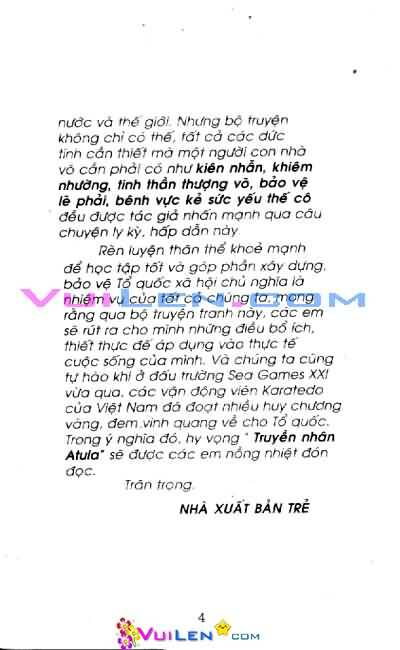 nước và thế giới. Nhưng bộ truyện
không chỉ có thế, tất cả các đức
tính cần thiết mà một người con nhà
võ cần phải có như kiên nhẫn, khiêm
nhường, tinh thần thượng võ, bảo vệ
lẽ phải, bênh vực kẻ sức yếu thế cô
đều được tác giả nhấn mạnh qua câu
chuyện ly kỳ, hấp dẫn này.
Rèn luyện thân thể khoẻ mạnh
để học tập tốt và góp phần xây dựng,
bảo vệ Tổ quốc xã hội chủ nghĩa là
nhiệm vụ của tất cả chúng ta, mong
rằng qua bộ truyện tranh này, các em
sẽ rút ra cho mình những điều bổ ích,
thiết thực để áp dụng vào thực tế
cuộc sống của mình. Và chúng ta cũng
tự hào khi ở đấu trường Sea Games XXI
vừa qua, các vận động viên Karatedo
của Việt Nam đã đoạt nhiều huy chương
vàng, đem vinh quang về cho Tổ quốc.
Trong ý nghĩa đó, hy vọng " Truyền nhân
Atula" sẽ được các em nồng nhiệt đón
đọc.
Trân trọng.
NHÀ XUẤT BẢN TRẺ
VUILEN.COM
4
VUILEN.COM